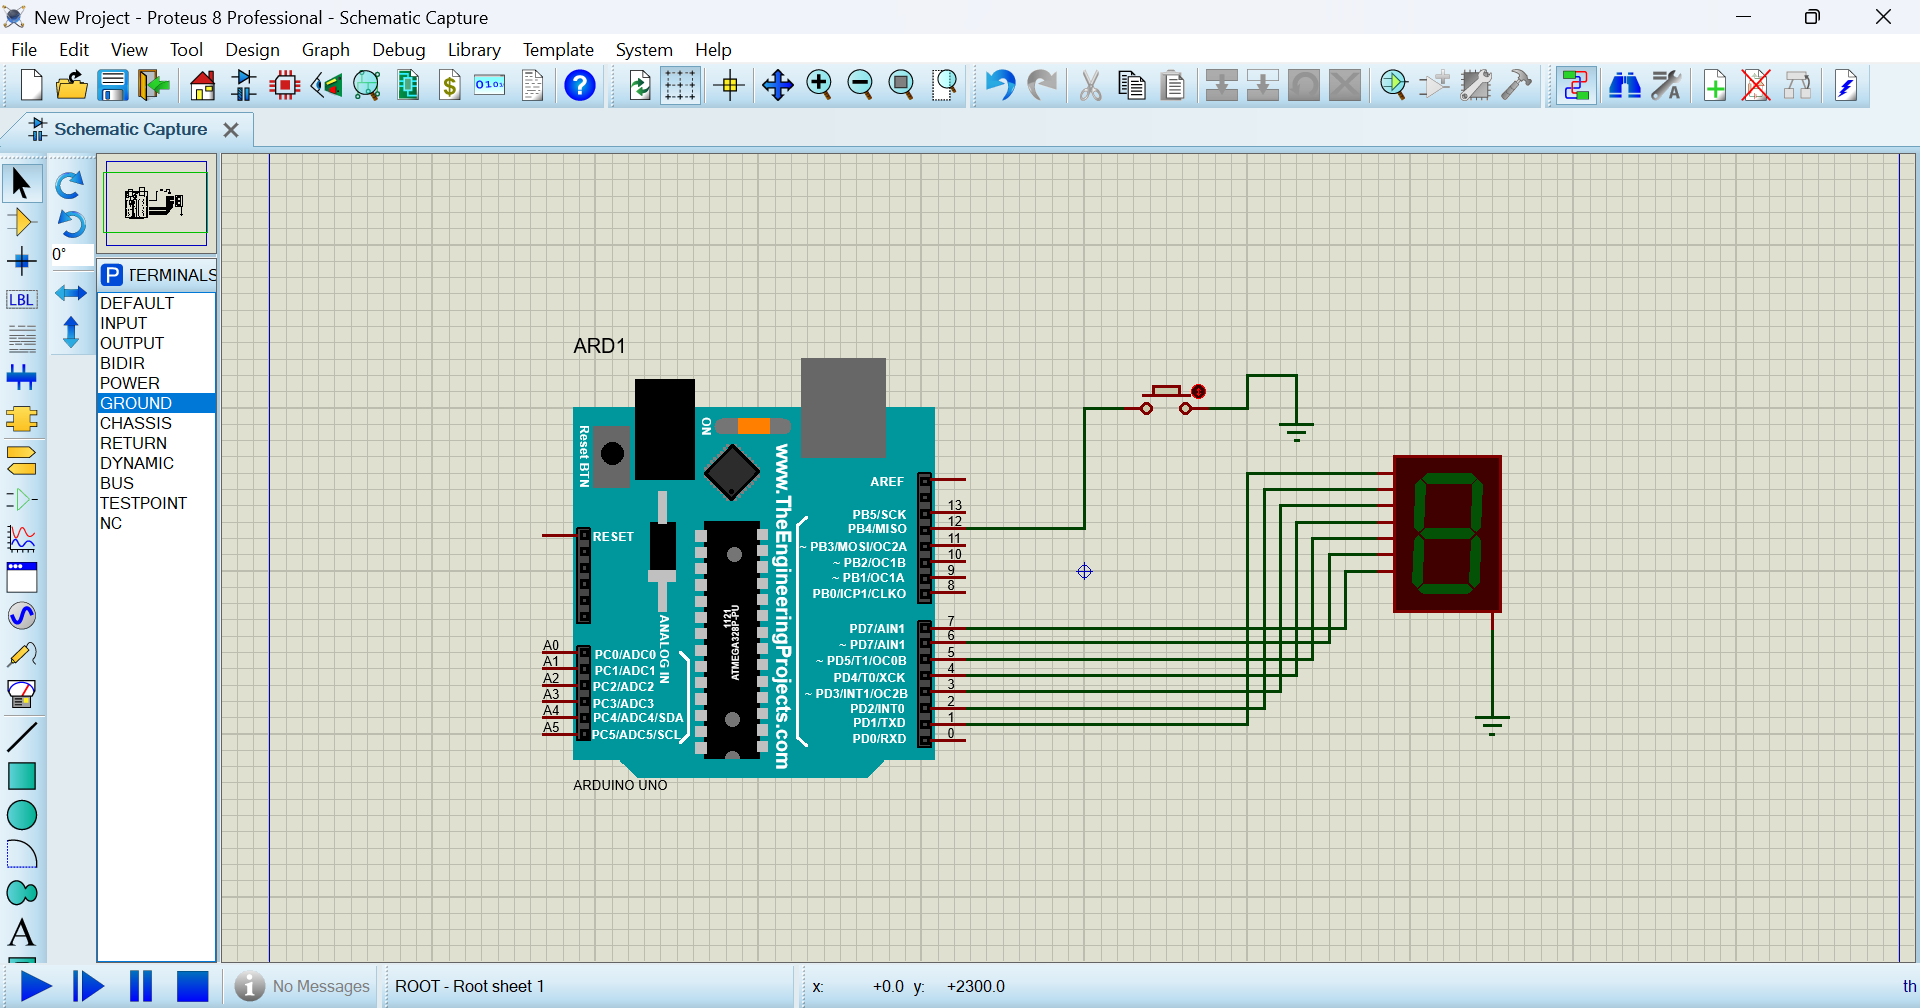 New Project - Proteus 8 Professional - Schematic Capture
File Edit View Tool Design Graph Debug Library Template System Help
Schematic Capture
0°
P TERMINALS
DEFAULT
INPUT
OUTPUT
BIDIR
POWER
GROUND
CHASSIS
RETURN
DYNAMIC
BUS
TESTPOINT
NC
LBL
A
ARD1
Reset BTN
ON
www.TheEngineeringProjects.com
RESET
ANALOG IN
1121
ATMEGA328P-PU
A0 PC0/ADC0
A1 PC1/ADC1
A2 PC2/ADC2
A3 PC3/ADC3
A4 PC4/ADC4/SDA
A5 PC5/ADC5/SCL
AREF
PB5/SCK 13
PB4/MISO 12
~ PB3/MOSI/OC2A 11
~ PB2/OC1B 10
~ PB1/OC1A 9
PB0/ICP1/CLKO 8
PD7/AIN1 7
~ PD7/AIN1 6
~ PD5/T1/OC0B 5
PD4/T0/XCK 4
~ PD3/INT1/OC2B 3
PD2/INT0 2
PD1/TXD 1
PD0/RXD 0
ARDUINO UNO
No Messages
ROOT - Root sheet 1
x: +0.0 y: +2300.0
th